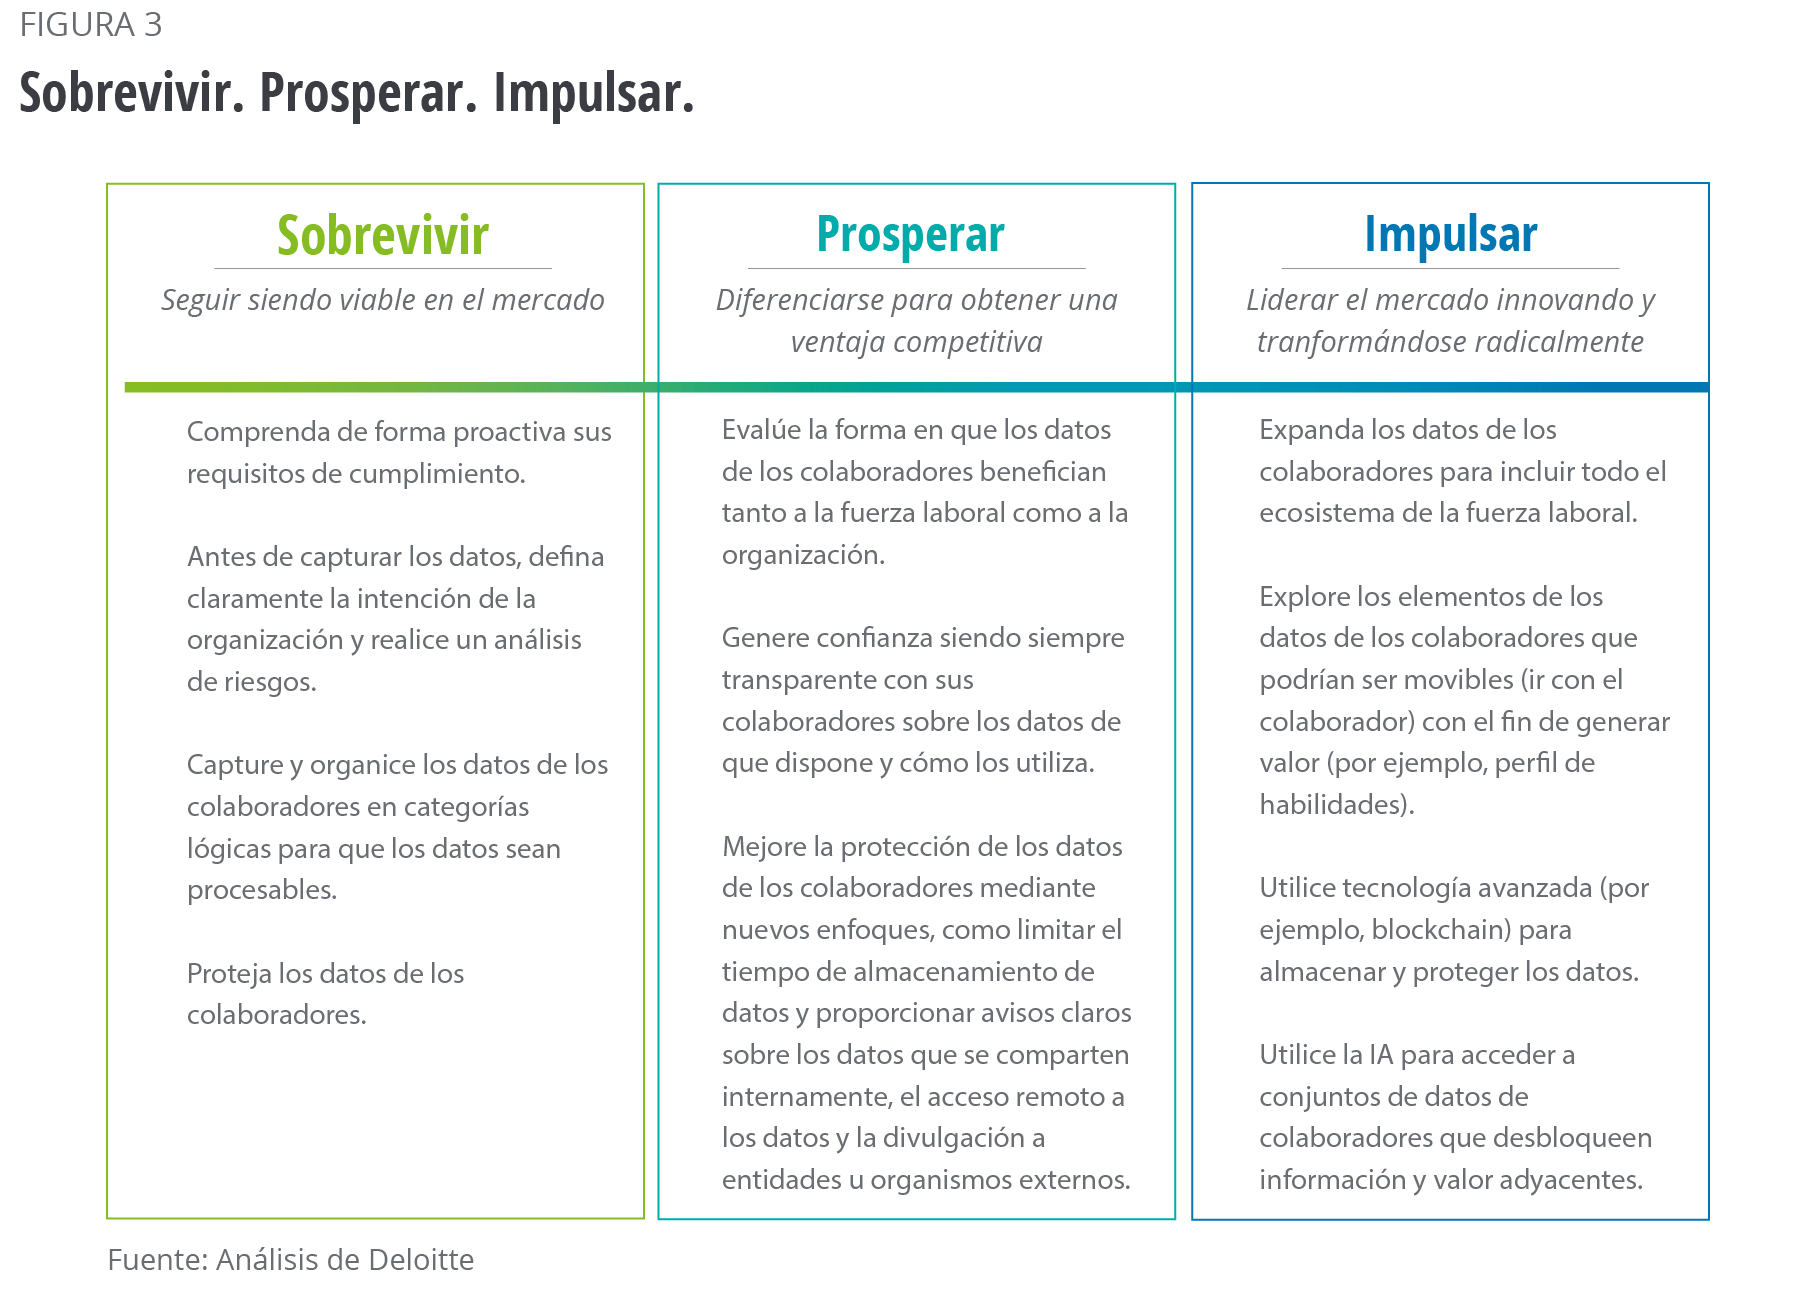 FIGURA 3
Sobrevivir. Prosperar. Impulsar.
Sobrevivir
Seguir siendo viable en el mercado
Comprenda de forma proactiva sus
requisitos de cumplimiento.
Antes de capturar los datos, defina
claramente la intención de la
organización y realice un análisis
de riesgos.
Capture y organice los datos de los
colaboradores en categorías
lógicas para que los datos sean
procesables.
Proteja los datos de los
colaboradores.
Prosperar
Diferenciarse para obtener una
ventaja competitiva
Evalúe la forma en que los datos
de los colaboradores benefician
tanto a la fuerza laboral como a la
organización.
Genere confianza siendo siempre
transparente con sus
colaboradores sobre los datos de
que dispone y cómo los utiliza.
Mejore la protección de los datos
de los colaboradores mediante
nuevos enfoques, como limitar el
tiempo de almacenamiento de
datos y proporcionar avisos claros
sobre los datos que se comparten
internamente, el acceso remoto a
los datos y la divulgación a
entidades u organismos externos.
Impulsar
Liderar el mercado innovando y
tranformándose radicalmente
Expanda los datos de los
colaboradores para incluir todo el
ecosistema de la fuerza laboral.
Explore los elementos de los
datos de los colaboradores que
podrían ser movibles (ir con el
colaborador) con el fin de generar
valor (por ejemplo, perfil de
habilidades).
Utilice tecnología avanzada (por
ejemplo, blockchain) para
almacenar y proteger los datos.
Utilice la IA para acceder a
conjuntos de datos de
colaboradores que desbloqueen
información y valor adyacentes.
Fuente: Análisis de Deloitte